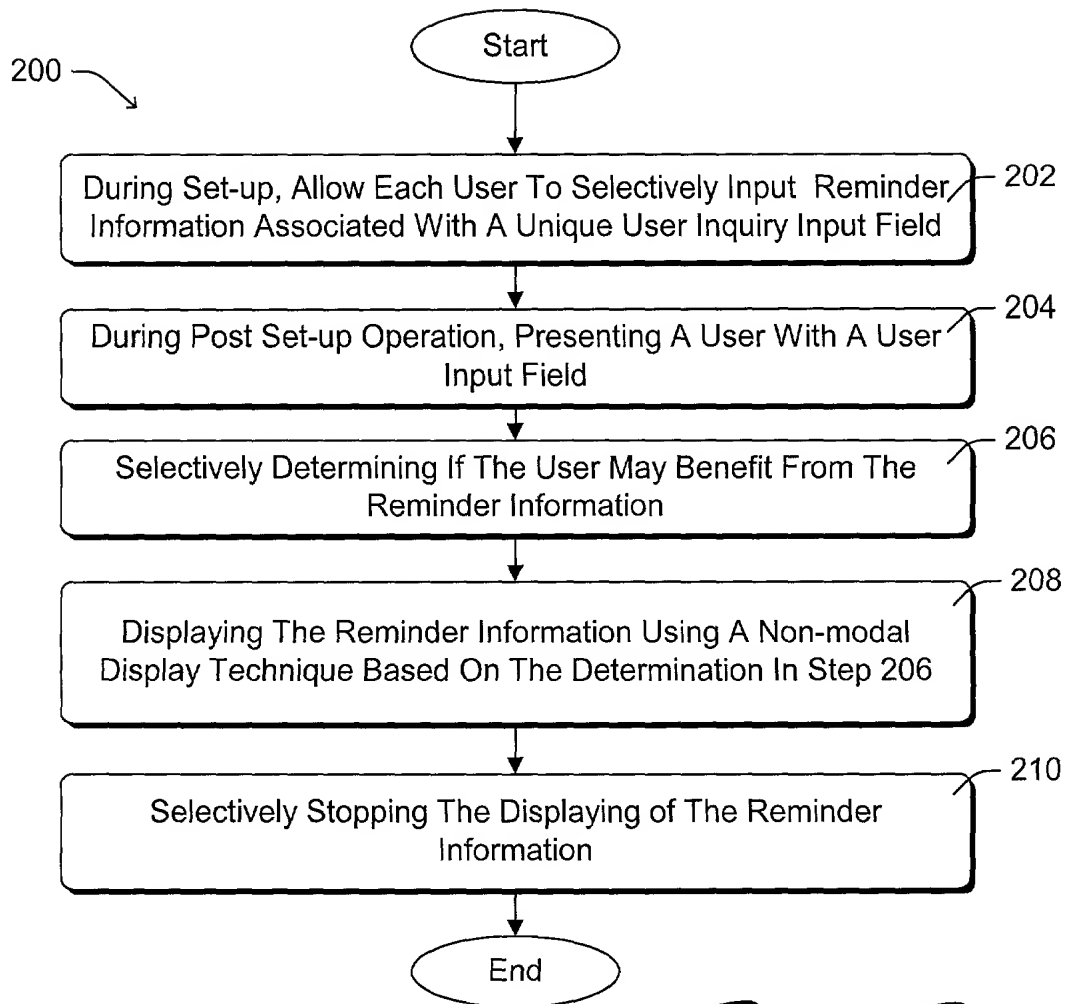 Start
200
During Set-up, Allow Each User To Selectively Input Reminder
Information Associated With A Unique User Inquiry Input Field
202
During Post Set-up Operation, Presenting A User With A User
Input Field
204
Selectively Determining If The User May Benefit From The
Reminder Information
206
Displaying The Reminder Information Using A Non-modal
Display Technique Based On The Determination In Step 206
208
Selectively Stopping The Displaying of The Reminder
Information
210
End